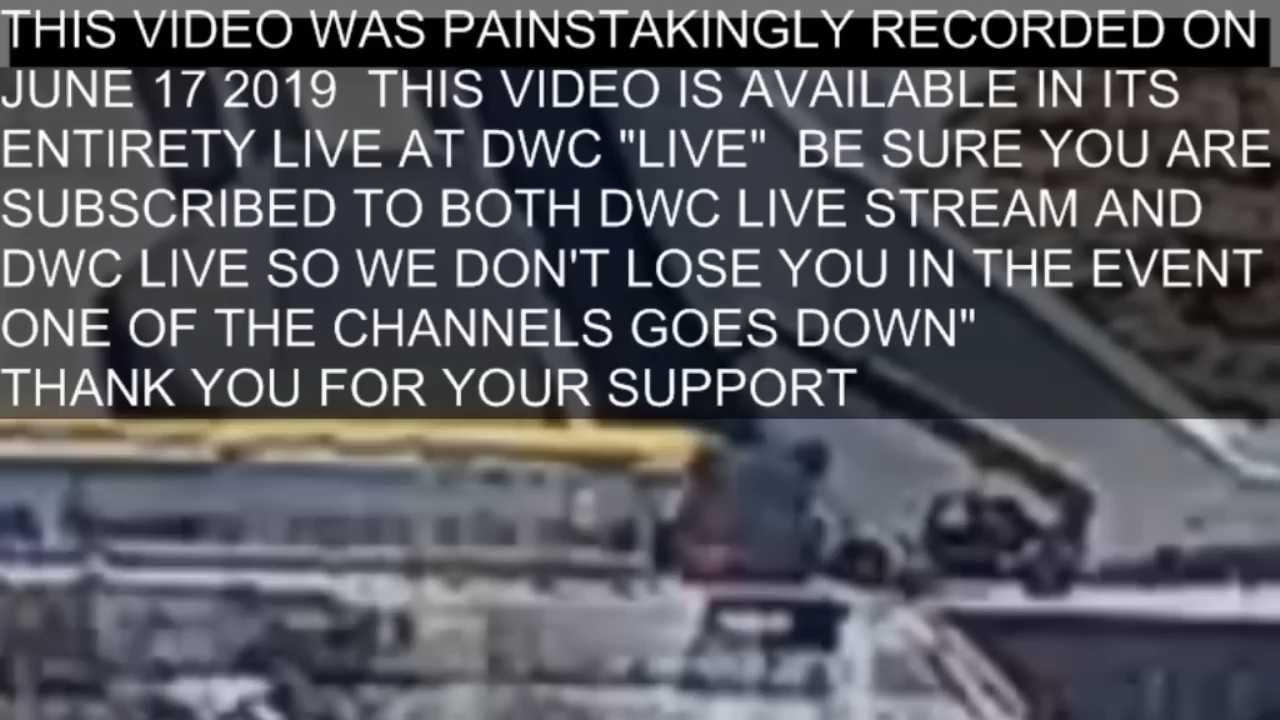 THIS VIDEO WAS PAINSTAKINGLY RECORDED ON
JUNE 17 2019  THIS VIDEO IS AVAILABLE IN ITS
ENTIRETY LIVE AT DWC "LIVE"  BE SURE YOU ARE
SUBSCRIBED TO BOTH DWC LIVE STREAM AND
DWC LIVE SO WE DON'T LOSE YOU IN THE EVENT
ONE OF THE CHANNELS GOES DOWN"
THANK YOU FOR YOUR SUPPORT